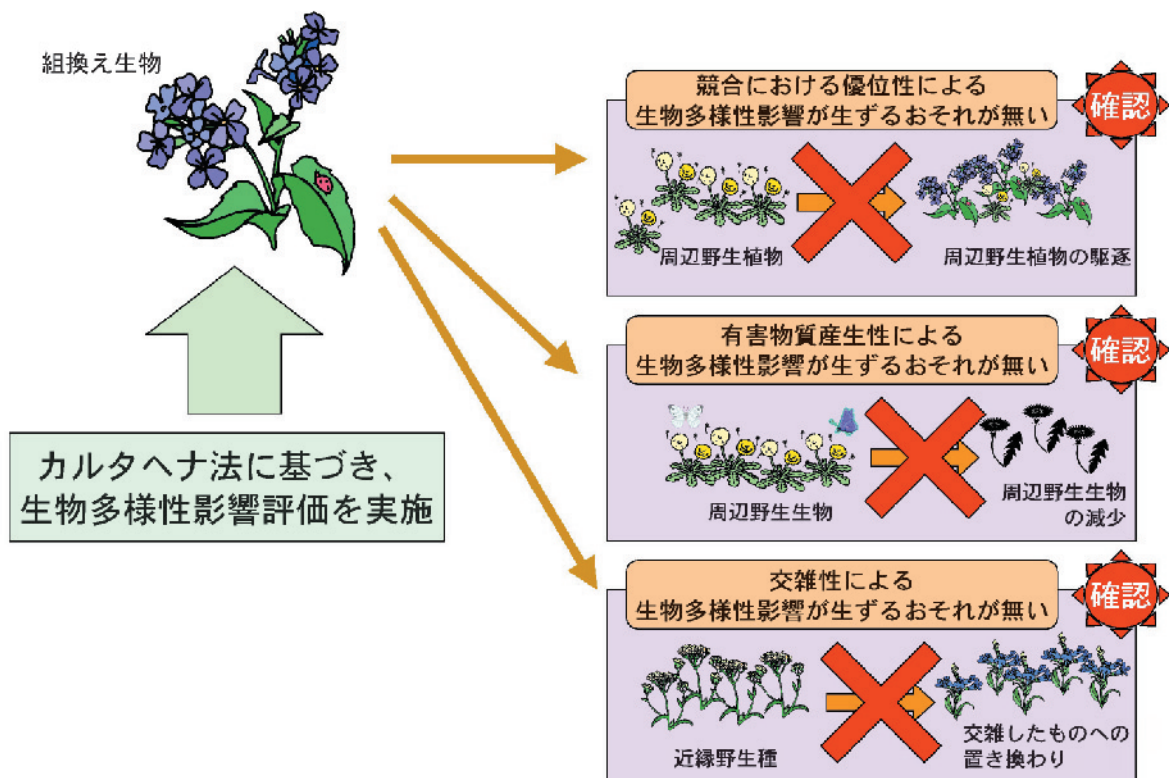 組換え生物
カルタヘナ法に基づき、
生物多様性影響評価を実施
競合における優位性による
生物多様性影響が生ずるおそれが無い
確認
周辺野生植物
周辺野生植物の駆逐
有害物質産生性による
生物多様性影響が生ずるおそれが無い
確認
周辺野生生物
周辺野生生物
の減少
交雑性による
生物多様性影響が生ずるおそれが無い
確認
近縁野生種
交雑したものへの
置き換わり